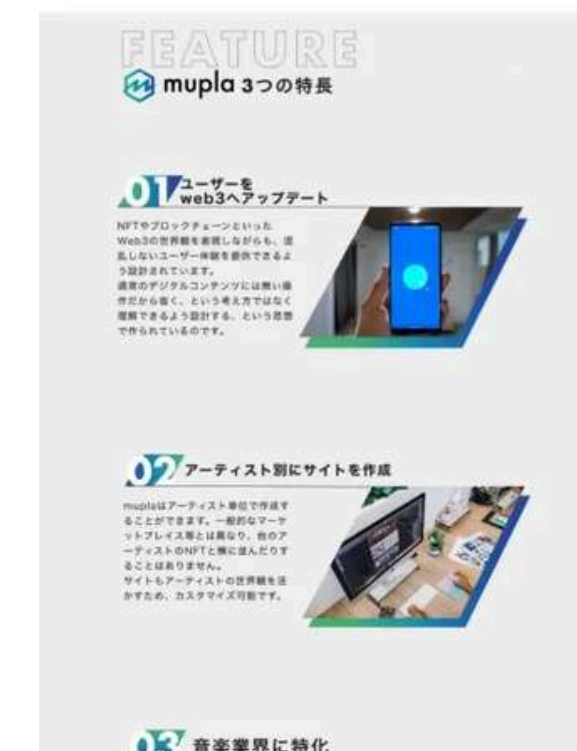 FEATURE
mupla 3つの特長
01 ユーザーを
web3へアップデート
NFTやブロックチェーンといった
Web3の世界観を表現しながらも、混
乱しないユーザー体験を提供できるよ
う設計されています。
通常のデジタルコンテンツには無い操
作だから省く、という考え方ではなく
理解できるよう設計する、という思想
で作られているのです。
02 アーティスト別にサイトを作成
muplaはアーティスト単位で作成す
ることができます。一般的なマーケ
ットプレイス等とは異なり、他のア
ーティストのNFTと横に並んだりす
ることはありません。
サイトもアーティストの世界観を活
かすため、カスタマイズ可能です。
03 音楽業界に特化